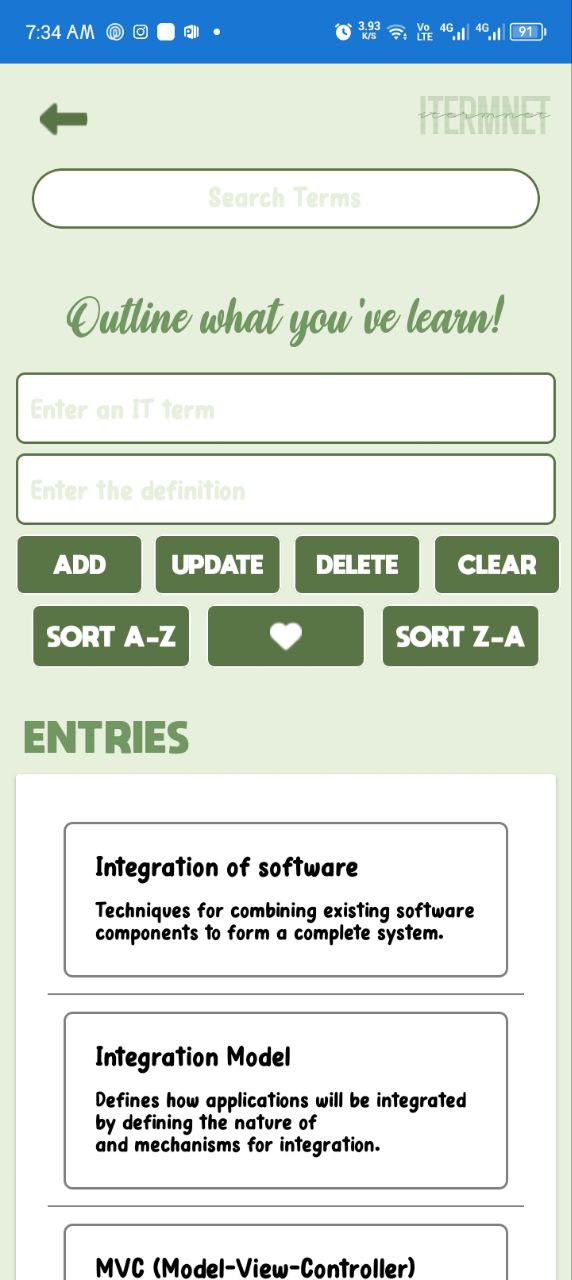 7:34 AM
3.93 K/S
Vo LTE 4G 4G 91
ITERMNET
itermnet
Search Terms
Outline what you've learn!
Enter an IT term
Enter the definition
ADD UPDATE DELETE CLEAR
SORT A-Z SORT Z-A
ENTRIES
Integration of software
Techniques for combining existing software
components to form a complete system.
Integration Model
Defines how applications will be integrated
by defining the nature of
and mechanisms for integration.
MVC (Model-View-Controller)